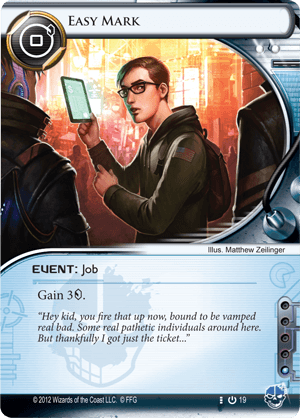 EASY MARK
0
Illus. Matthew Zeilinger
EVENT: Job
Gain 3
"Hey kid, you fire that up now, bound to be vamped
real bad. Some real pathetic individuals around here.
But thankfully I got just the ticket..."
© 2012 Wizards of the Coast LLC. © FFG
19